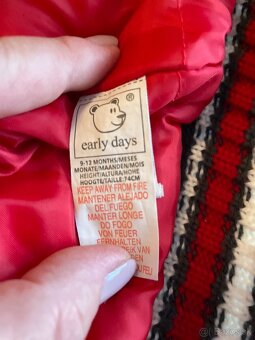 early days
9-12 MONTHS/MESES
MONATE/MAANDEN/MOIS
HEIGHT/ALTURA/HOHE
HOOGTE/TAILLE 74CM
KEEP AWAY FROM FIRE
MANTENER ALEJADO
DEL FUEGO
MANTER LONGE
DO FOGO
VON FEUER
FERNHALTEN